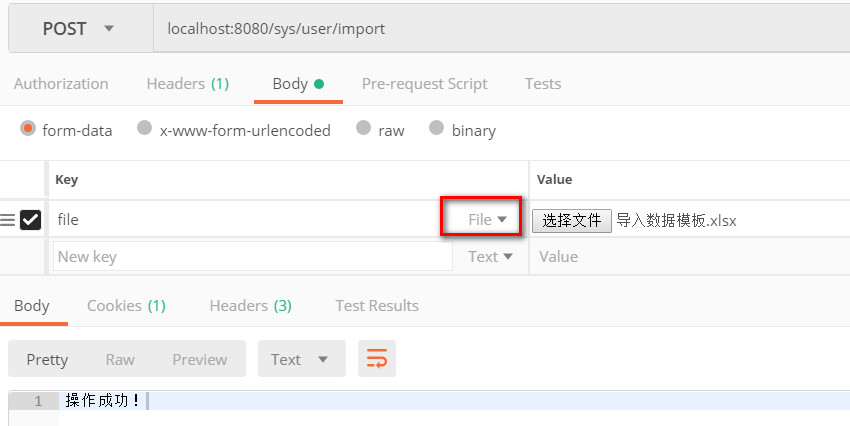 POST localhost:8080/sys/user/import
Authorization Headers (1) Body Pre-request Script Tests
form-data x-www-form-urlencoded raw binary
Key Value
file File 选择文件 导入数据模板.xlsx
New key Text Value
Body Cookies (1) Headers (3) Test Results
Pretty Raw Preview Text
1 操作成功！